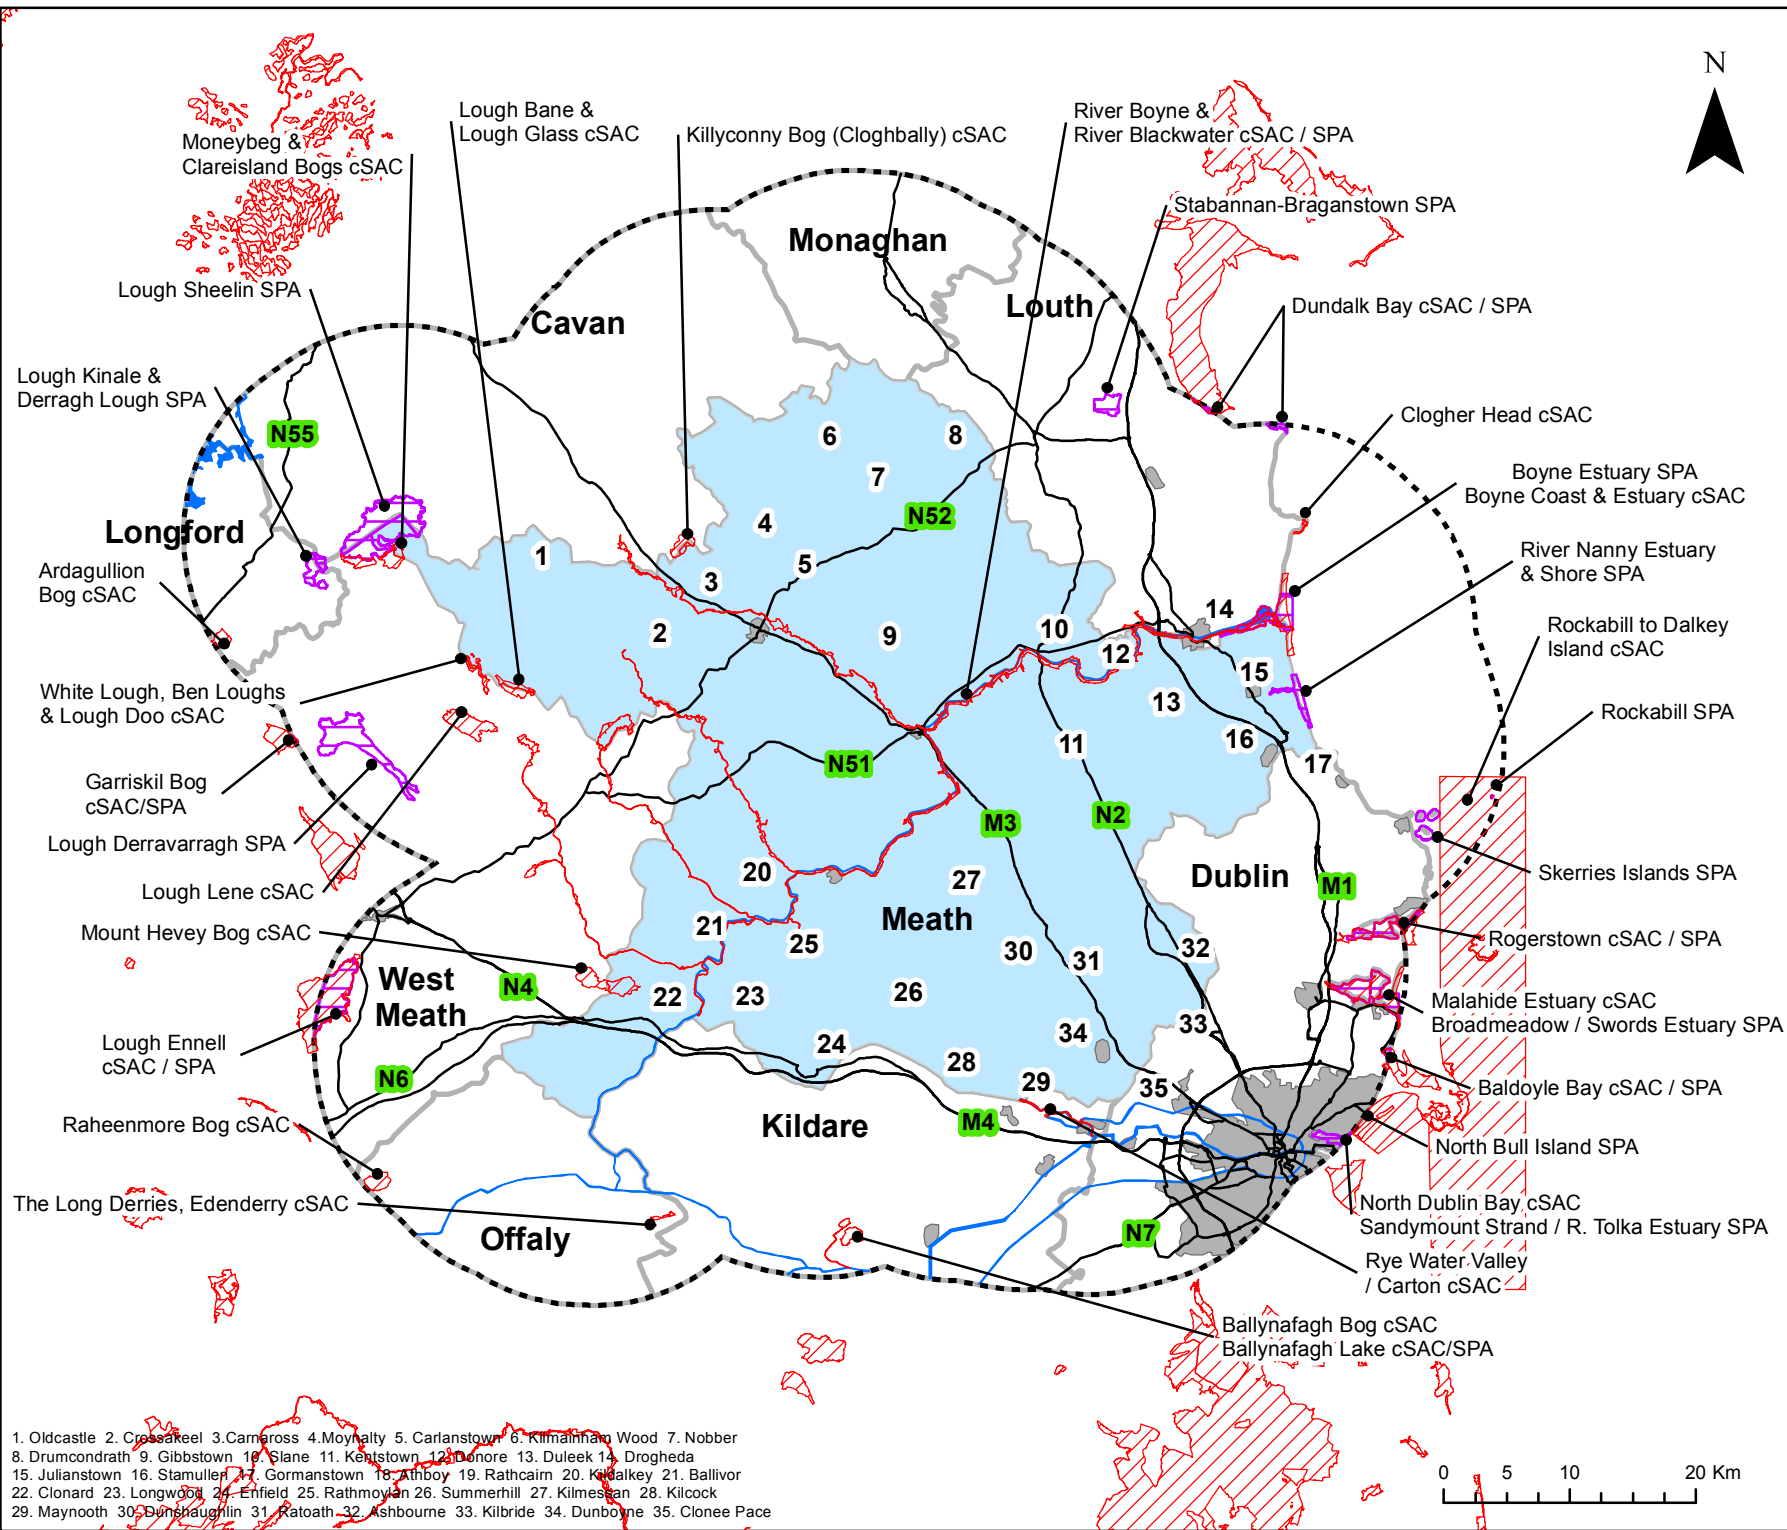 N
Lough Bane &
Lough Glass cSAC
Killyconny Bog (Cloghbally) cSAC
River Boyne &
River Blackwater cSAC / SPA
Moneybeg &
Clareisland Bogs cSAC
Stabannan-Braganstown SPA
Monaghan
Lough Sheelin SPA
Cavan
Louth
Dundalk Bay cSAC / SPA
Lough Kinale &
Derragh Lough SPA
N55
Clogher Head cSAC
6
8
7
Boyne Estuary SPA
Boyne Coast & Estuary cSAC
N52
4
Longford
1
5
3
River Nanny Estuary
& Shore SPA
Ardagullion
Bog cSAC
14
2
9
10
12
Rockabill to Dalkey
Island cSAC
15
White Lough, Ben Loughs
& Lough Doo cSAC
13
Rockabill SPA
11
16
17
N51
Garriskil Bog
cSAC/SPA
M3
N2
Lough Derravarragh SPA
20
27
Dublin
M1
Skerries Islands SPA
Lough Lene cSAC
Meath
21
Mount Hevey Bog cSAC
25
30
31
32
Rogerstown cSAC / SPA
West
Meath
N4
22
23
26
Malahide Estuary cSAC
Broadmeadow / Swords Estuary SPA
Lough Ennell
cSAC / SPA
24
34
33
28
N6
29
35
Baldoyle Bay cSAC / SPA
Raheenmore Bog cSAC
Kildare
M4
North Bull Island SPA
The Long Derries, Edenderry cSAC
North Dublin Bay cSAC
Sandymount Strand / R. Tolka Estuary SPA
Offaly
N7
Rye Water Valley
/ Carton cSAC
Ballynafagh Bog cSAC
Ballynafagh Lake cSAC/SPA
1. Oldcastle 2. Crossakeel 3.Carnaross 4.Moynalty 5. Carlanstown 6. Kilmainham Wood 7. Nobber
8. Drumcondrath 9. Gibbstown 10. Slane 11. Kentstown 12. Donore 13. Duleek 14. Drogheda
15. Julianstown 16. Stamullen 17. Gormanstown 18. Athboy 19. Rathcairn 20. Kildalkey 21. Ballivor
22. Clonard 23. Longwood 24. Enfield 25. Rathmoylan 26. Summerhill 27. Kilmessan 28. Kilcock
29. Maynooth 30. Dunshaughlin 31. Ratoath 32. Ashbourne 33. Kilbride 34. Dunboyne 35. Clonee Pace
0 5 10 20 Km